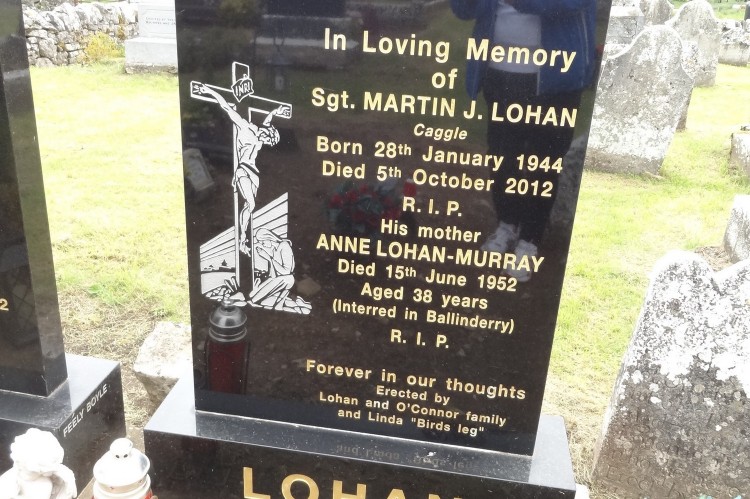 In Loving Memory
of
Sgt. MARTIN J. LOHAN
Caggle
Born 28th January 1944
Died 5th October 2012
R. I. P.
His mother
ANNE LOHAN-MURRAY
Died 15th June 1952
Aged 38 years
(Interred in Ballinderry)
R. I. P.
Forever in our thoughts
Erected by
Lohan and O'Connor family
and Linda "Birds leg"
LOHAN
INRI
FEELY BOYLE
2